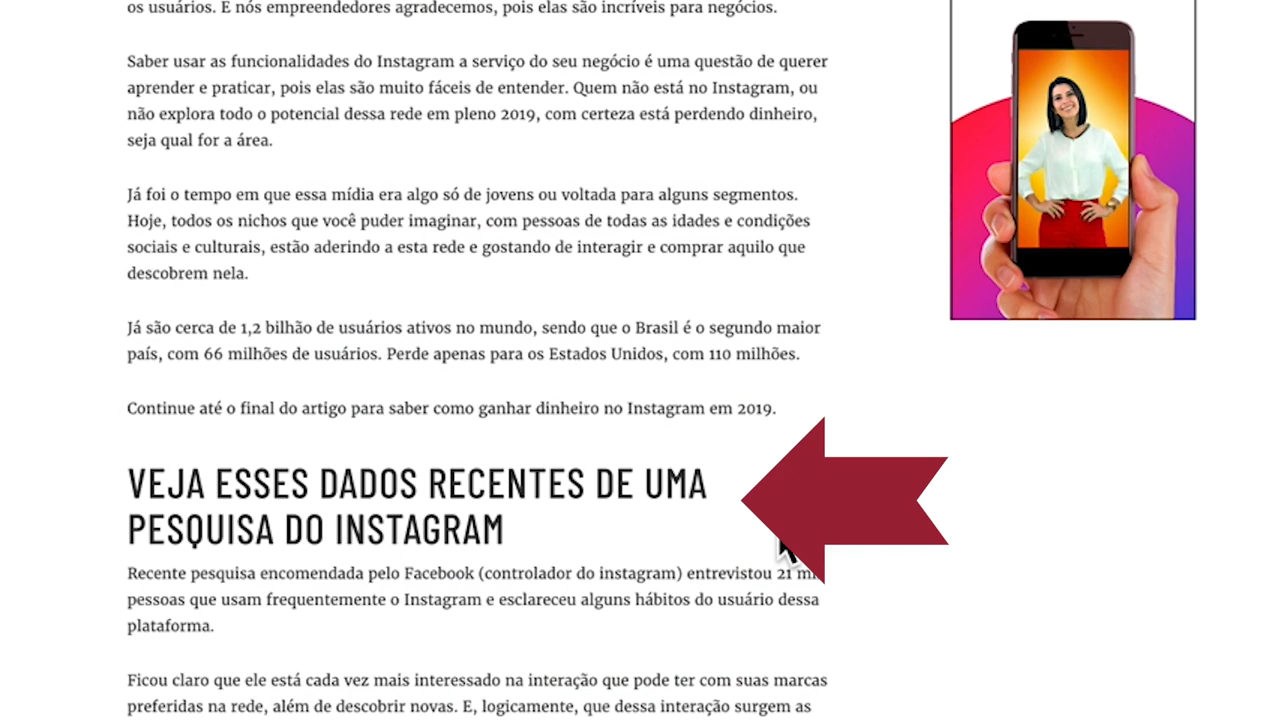 os usuários. E nós empreendedores agradecemos, pois elas são incríveis para negócios.
Saber usar as funcionalidades do Instagram a serviço do seu negócio é uma questão de querer
aprender e praticar, pois elas são muito fáceis de entender. Quem não está no Instagram, ou
não explora todo o potencial dessa rede em pleno 2019, com certeza está perdendo dinheiro,
seja qual for a área.
Já foi o tempo em que essa mídia era algo só de jovens ou voltada para alguns segmentos.
Hoje, todos os nichos que você puder imaginar, com pessoas de todas as idades e condições
sociais e culturais, estão aderindo a esta rede e gostando de interagir e comprar aquilo que
descobrem nela.
Já são cerca de 1,2 bilhão de usuários ativos no mundo, sendo que o Brasil é o segundo maior
país, com 66 milhões de usuários. Perde apenas para os Estados Unidos, com 110 milhões.
Continue até o final do artigo para saber como ganhar dinheiro no Instagram em 2019.
VEJA ESSES DADOS RECENTES DE UMA
PESQUISA DO INSTAGRAM
Recente pesquisa encomendada pelo Facebook (controlador do instagram) entrevistou 21
pessoas que usam frequentemente o Instagram e esclareceu alguns hábitos do usuário dessa
plataforma.
Ficou claro que ele está cada vez mais interessado na interação que pode ter com suas marcas
preferidas na rede, além de descobrir novas. E, logicamente, que dessa interação surgem as